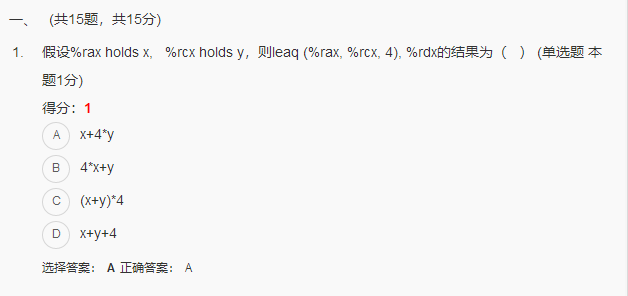 一、 (共15题，共15分)
1. 假设%rax holds x, %rcx holds y，则leaq (%rax, %rcx, 4), %rdx的结果为（ ） (单选题 本
题1分)
得分：1
A x+4*y
B 4*x+y
C (x+y)*4
D x+y+4
选择答案： A 正确答案： A